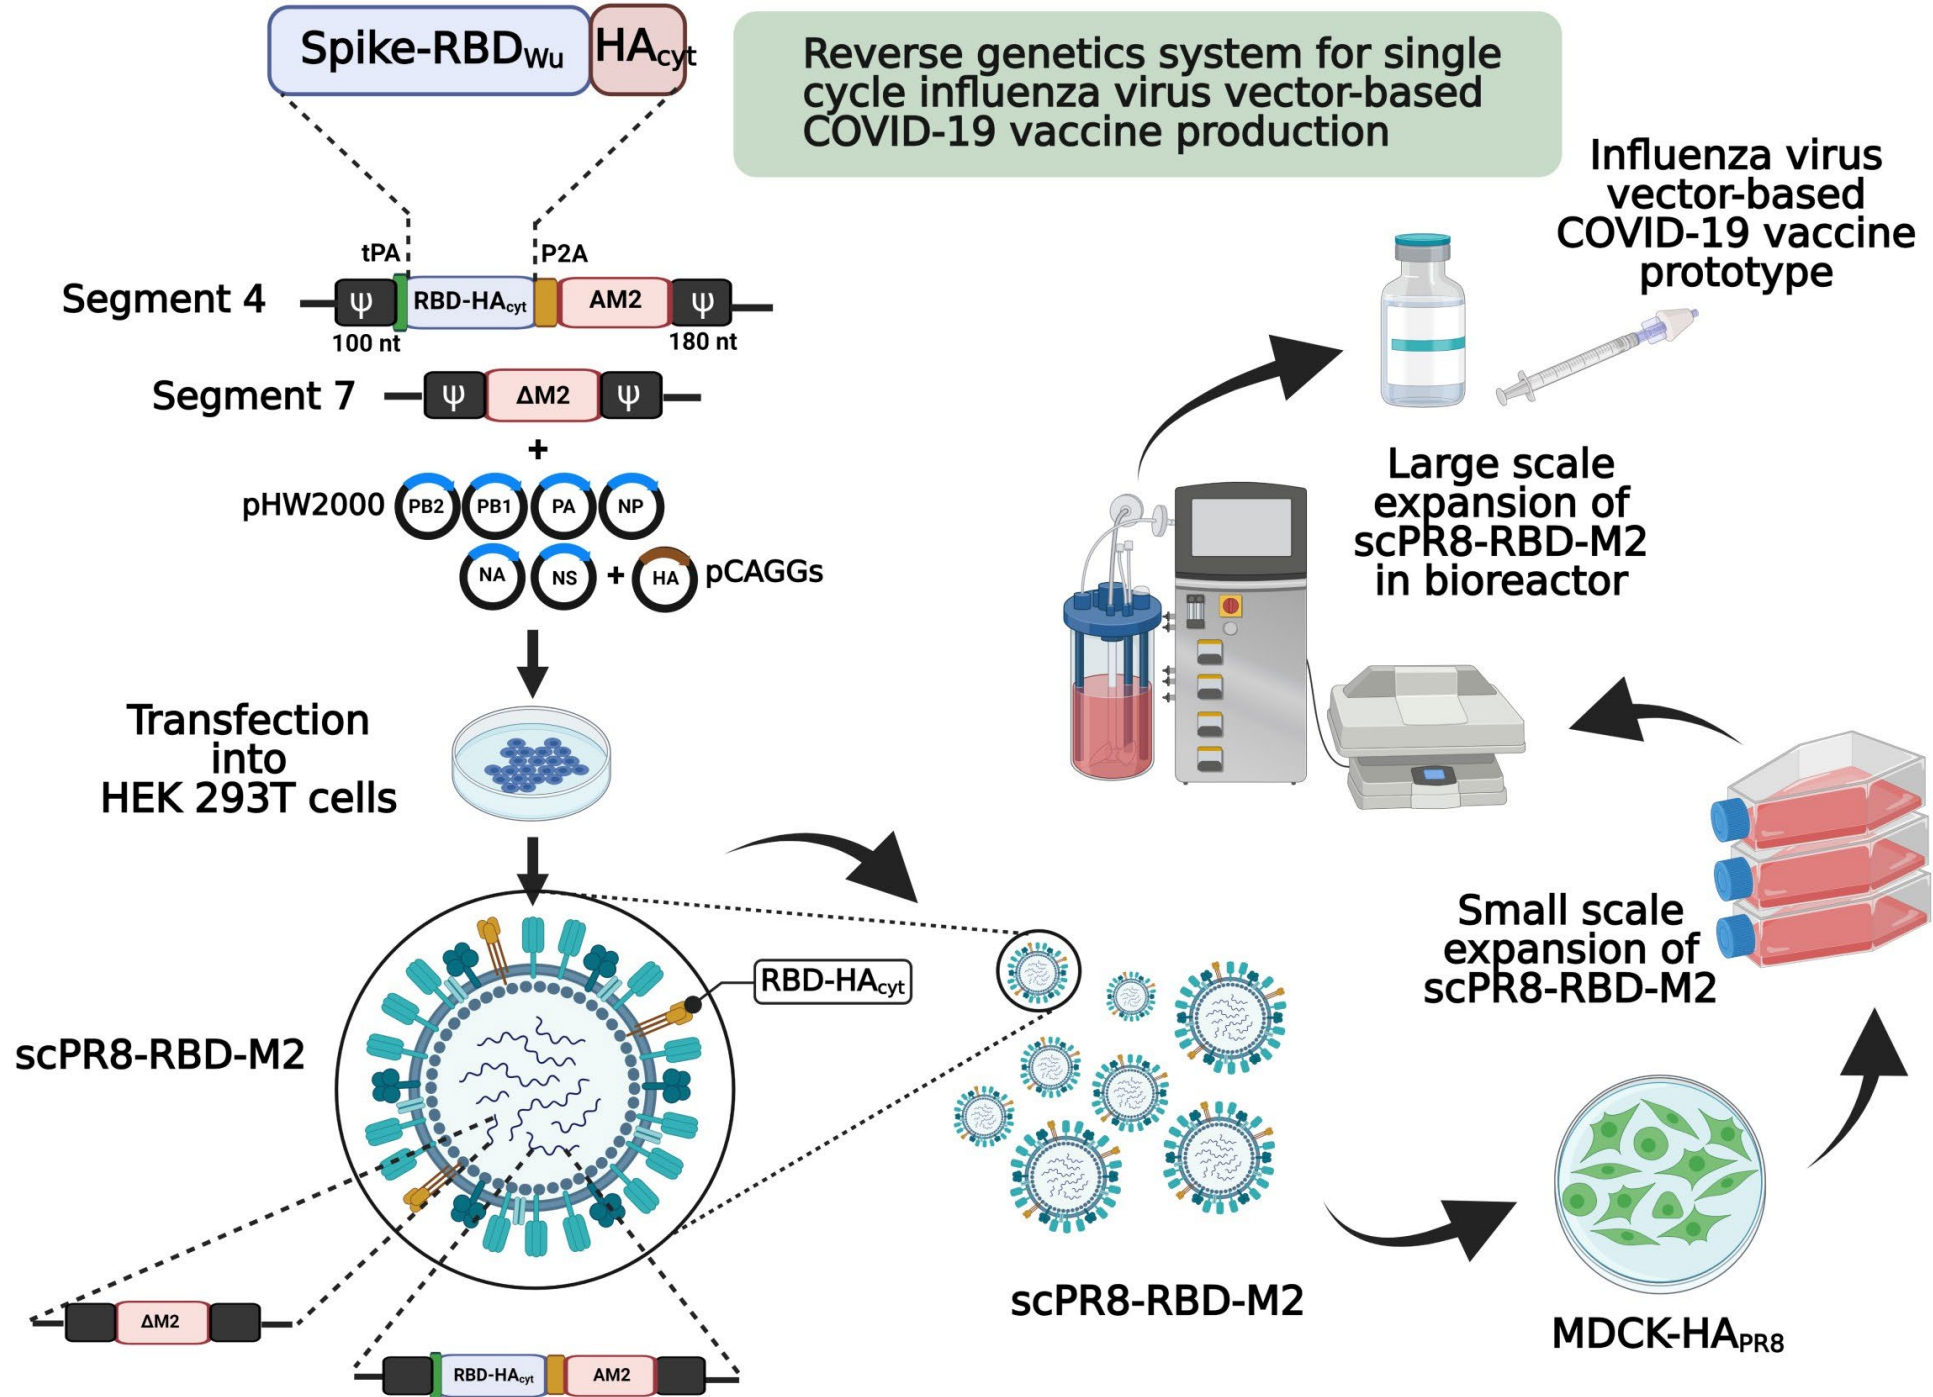 Spike-RBDWu HAcyt
Reverse genetics system for single
cycle influenza virus vector-based
COVID-19 vaccine production
Influenza virus
vector-based
COVID-19 vaccine
prototype
tPA P2A
Segment 4 Ψ RBD-HAcyt AM2 Ψ
100 nt 180 nt
Segment 7 Ψ ΔM2 Ψ
+
pHW2000 PB2 PB1 PA NP
NA NS + HA pCAGGs
Large scale
expansion of
scPR8-RBD-M2
in bioreactor
Transfection
into
HEK 293T cells
Small scale
expansion of
scPR8-RBD-M2
RBD-HAcyt
scPR8-RBD-M2
scPR8-RBD-M2
MDCK-HAPR8
ΔM2
RBD-HAcyt AM2